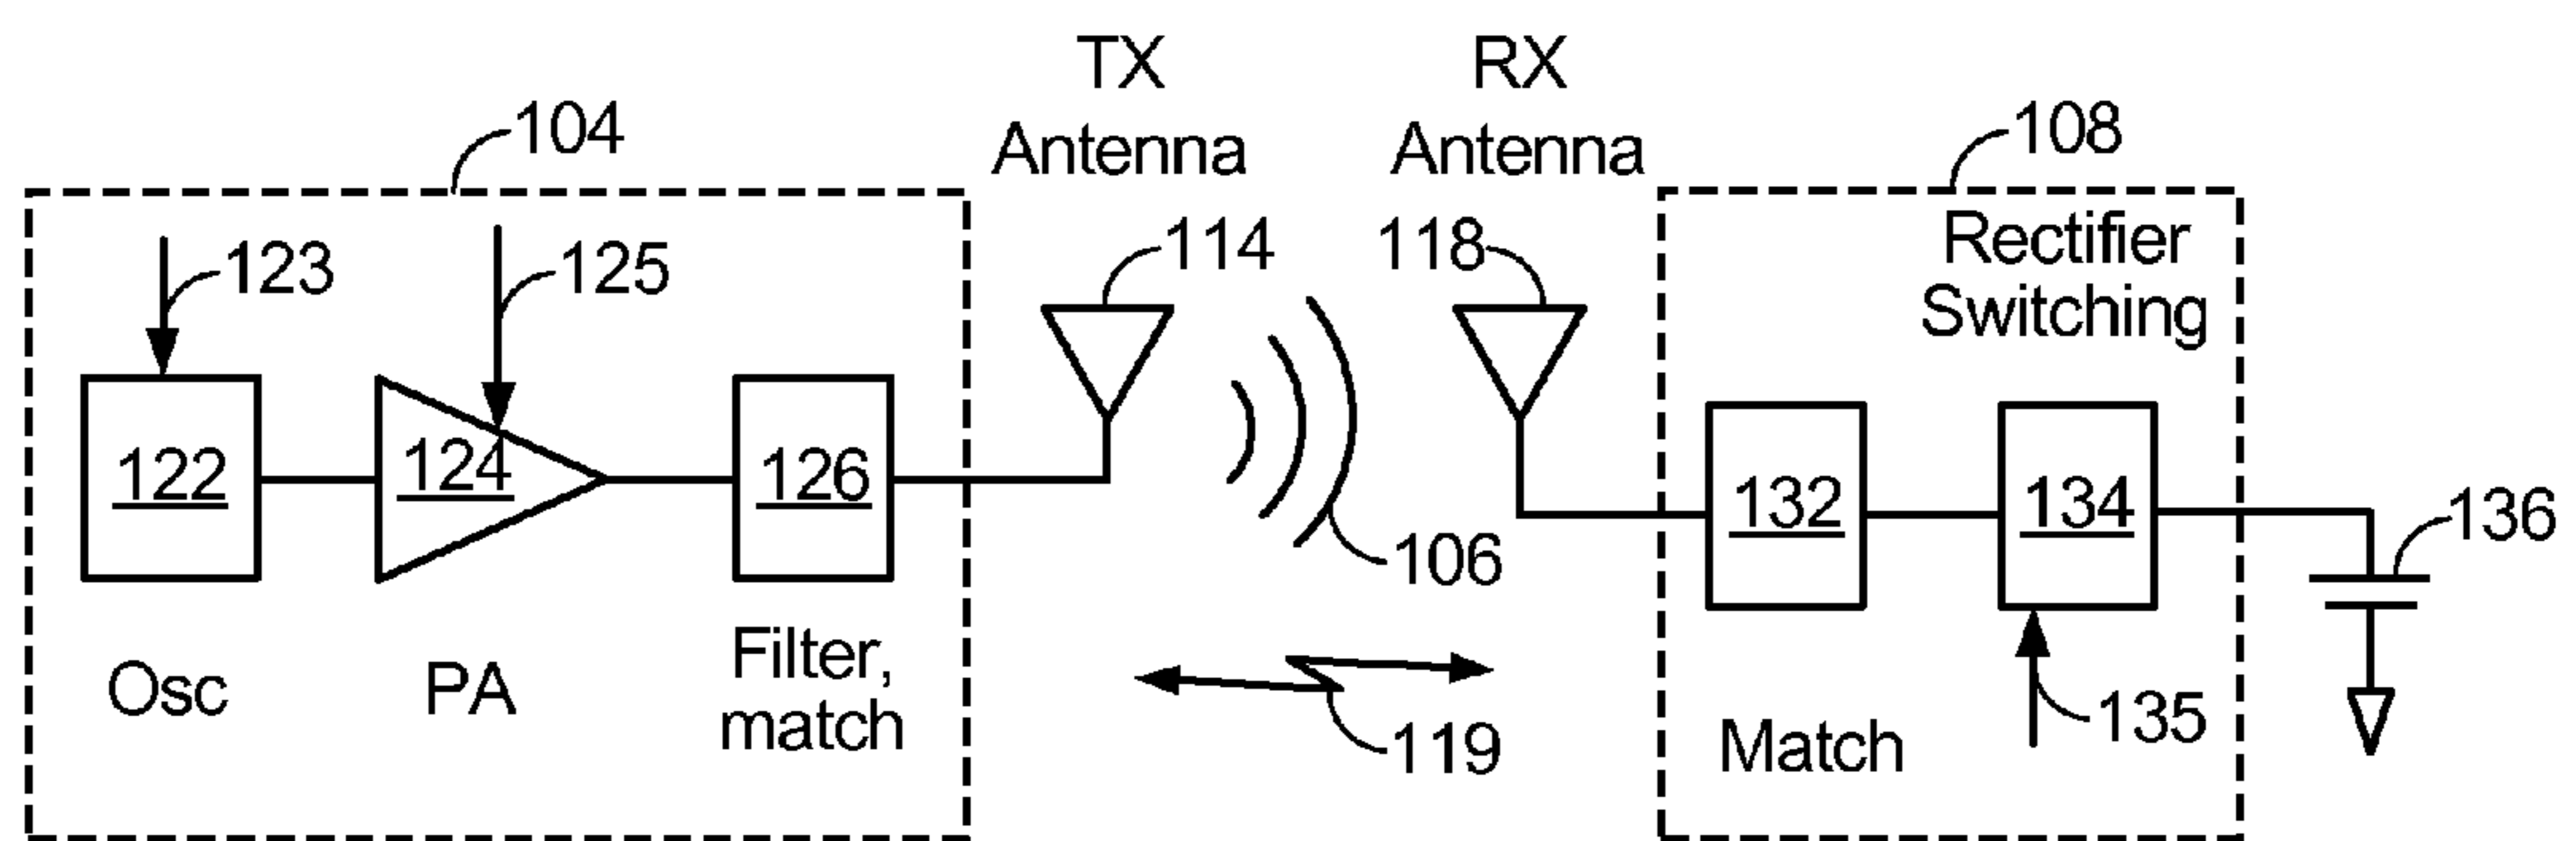 TX
Antenna
RX
Antenna
104
108
123
125
114
118
Rectifier
Switching
122
124
126
132
134
136
106
Osc
PA
Filter,
match
119
Match
135